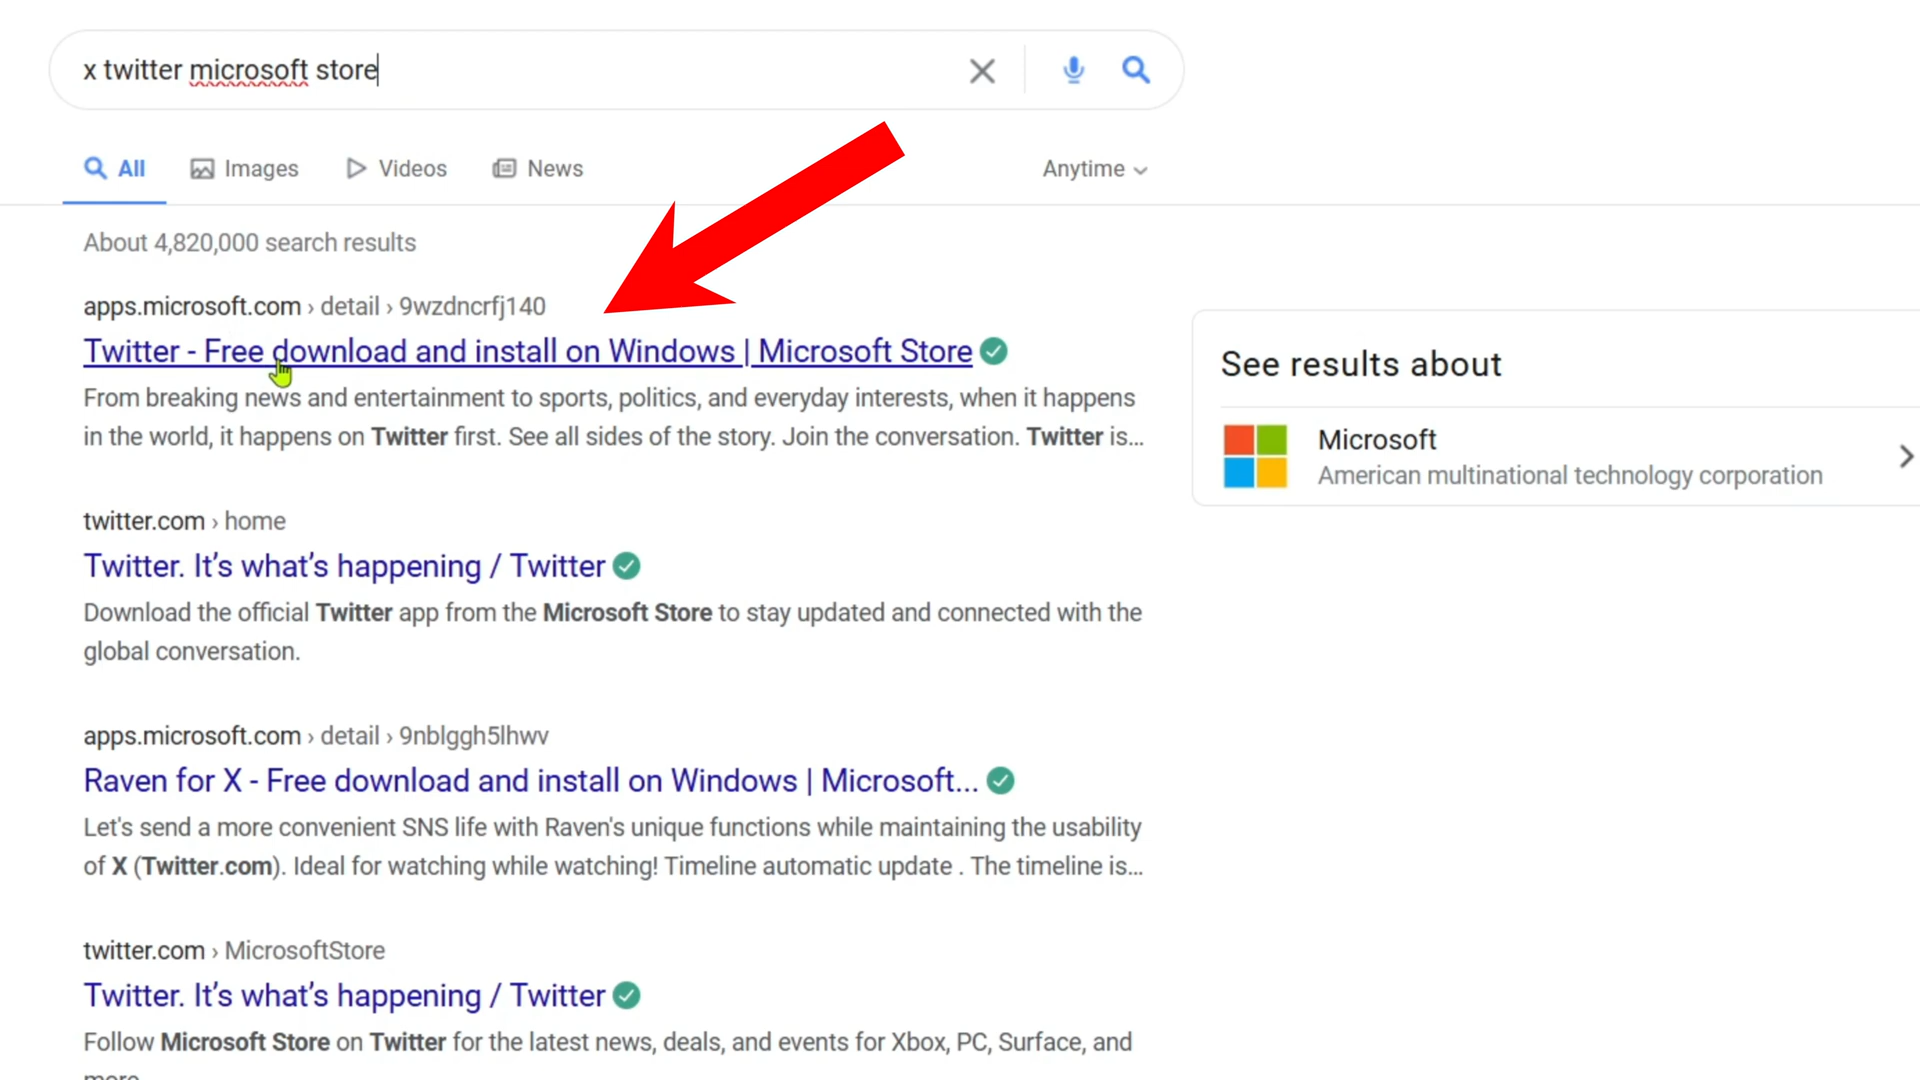 x twitter microsoft store
All Images Videos News Anytime
About 4,820,000 search results
apps.microsoft.com › detail › 9wzdncrfj140
Twitter - Free download and install on Windows | Microsoft Store
From breaking news and entertainment to sports, politics, and everyday interests, when it happens
in the world, it happens on Twitter first. See all sides of the story. Join the conversation. Twitter is...
See results about
Microsoft
American multinational technology corporation
twitter.com › home
Twitter. It's what's happening / Twitter
Download the official Twitter app from the Microsoft Store to stay updated and connected with the
global conversation.
apps.microsoft.com › detail › 9nblggh5lhwv
Raven for X - Free download and install on Windows | Microsoft...
Let's send a more convenient SNS life with Raven's unique functions while maintaining the usability
of X (Twitter.com). Ideal for watching while watching! Timeline automatic update . The timeline is...
twitter.com › MicrosoftStore
Twitter. It's what's happening / Twitter
Follow Microsoft Store on Twitter for the latest news, deals, and events for Xbox, PC, Surface, and